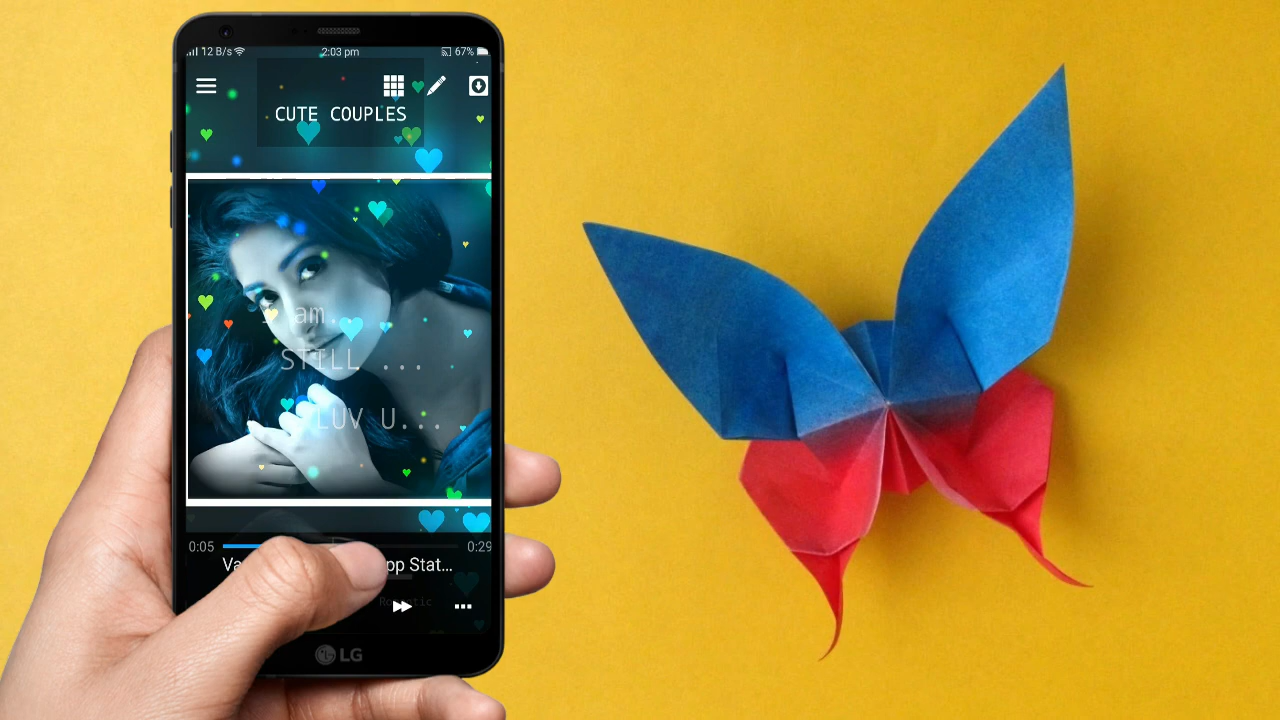 12 B/s 2:03 pm 67%
CUTE COUPLES
am..
STILL ...
LUV U...
0:05 0:29
Va pp Stat...
LG